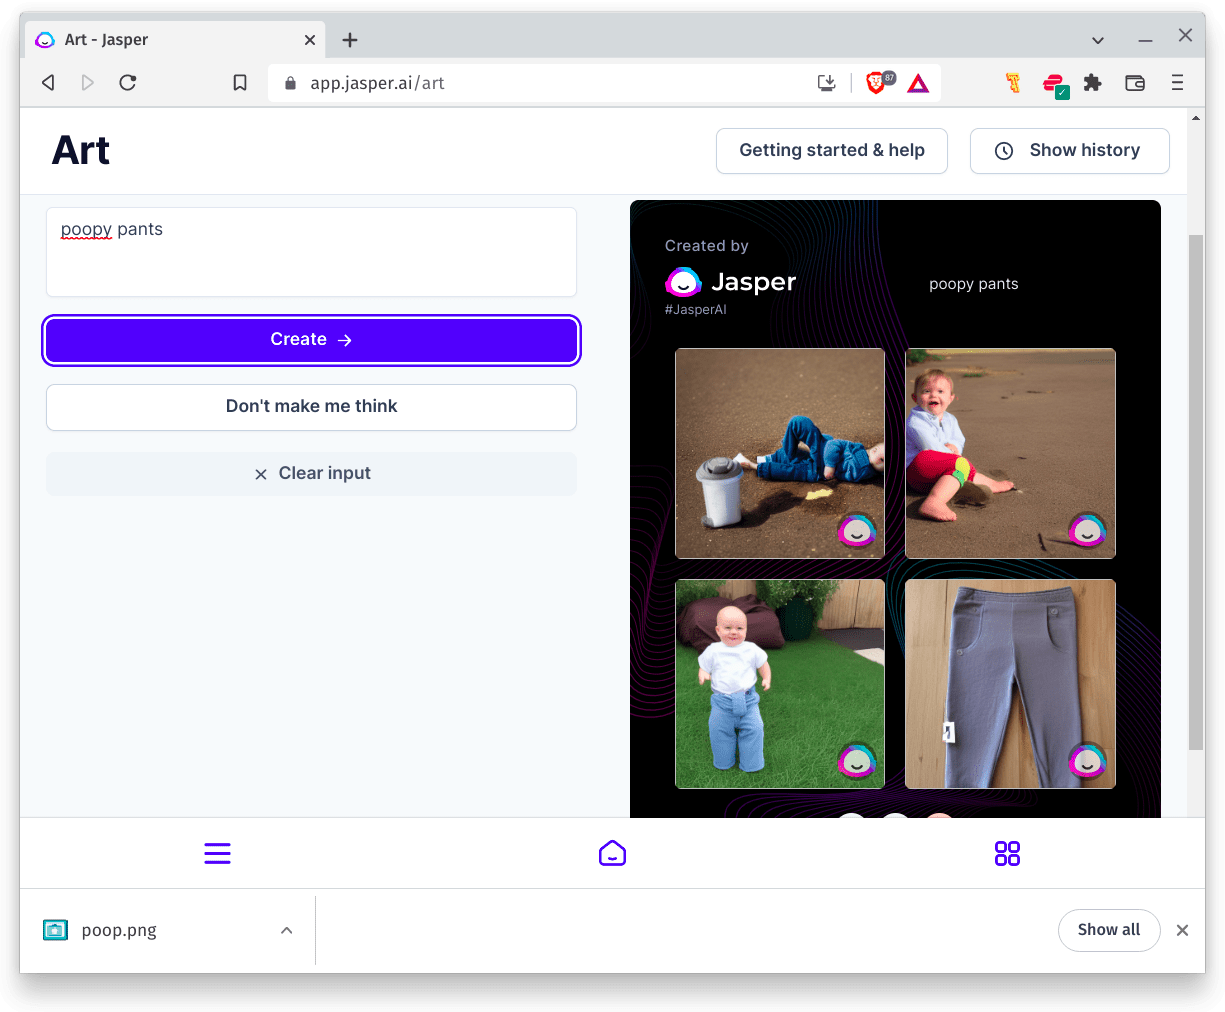 Art - Jasper
app.jasper.ai/art
87
Art
Getting started & help
Show history
poopy pants
Create →
Don't make me think
Clear input
Created by
Jasper
#JasperAI
poopy pants
poop.png
Show all